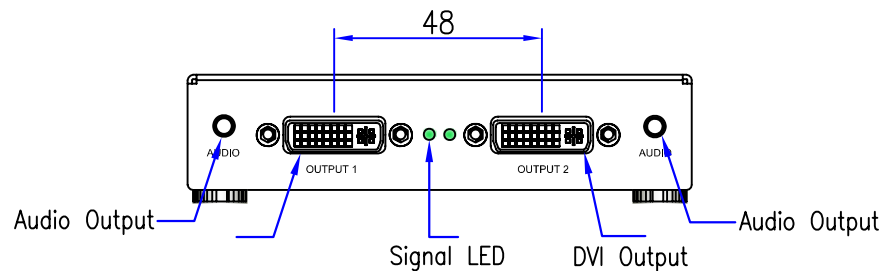 48
AUDIO
OUTPUT 1
OUTPUT 2
AUDIO
Audio Output
Signal LED
DVI Output
Audio Output